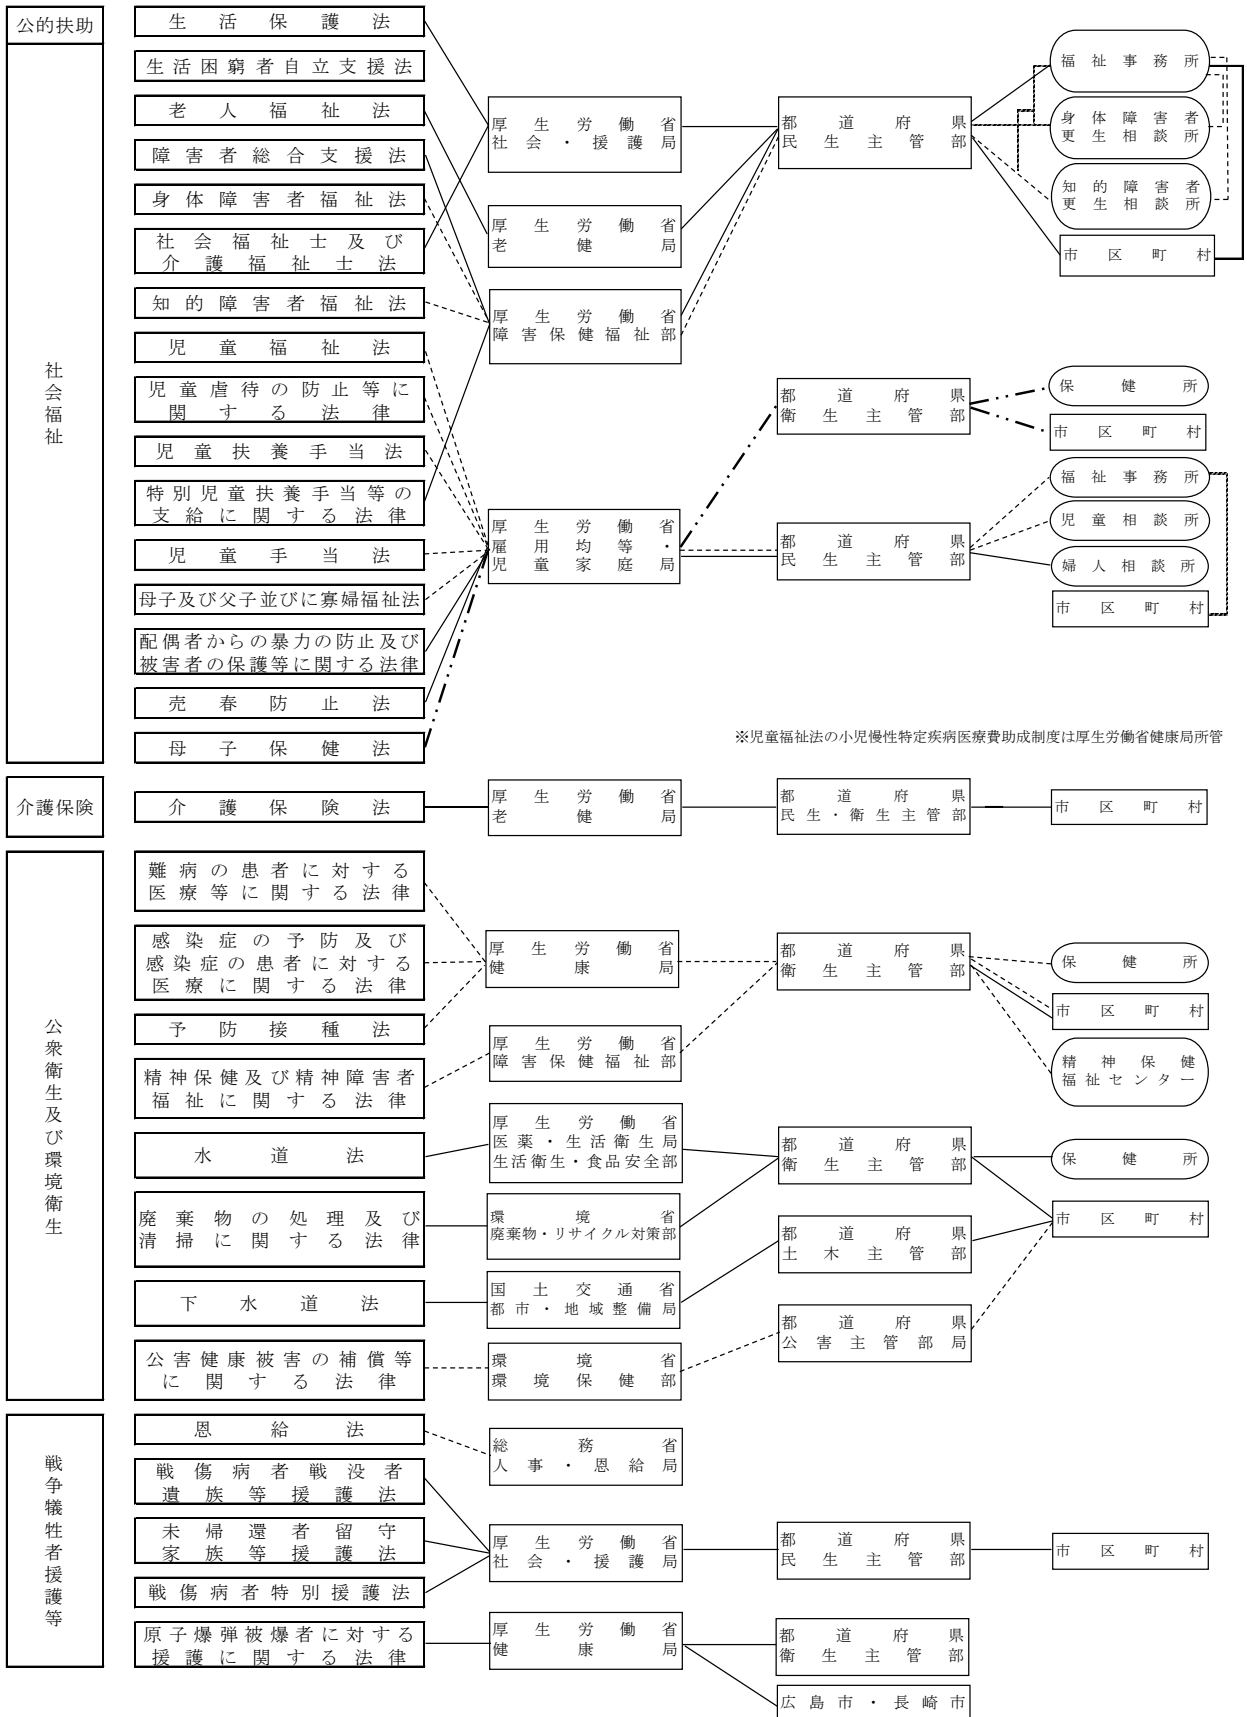 公的扶助
生活保護法
社会福祉
生活困窮者自立支援法
老人福祉法
障害者総合支援法
身体障害者福祉法
社会福祉士及び
介護福祉士法
知的障害者福祉法
児童福祉法
児童虐待の防止等に
関する法律
児童扶養手当法
特別児童扶養手当等の
支給に関する法律
児童手当法
母子及び父子並びに寡婦福祉法
配偶者からの暴力の防止及び
被害者の保護等に関する法律
売春防止法
母子保健法
厚生労働省
社会・援護局
厚生労働省
老健局
厚生労働省
障害保健福祉部
厚生労働省
雇用均等・
児童家庭局
都道府県
民生主管部
都道府県
衛生主管部
都道府県
民生主管部
福祉事務所
身体障害者
更生相談所
知的障害者
更生相談所
市区町村
保健所
市区町村
福祉事務所
児童相談所
婦人相談所
市区町村
※児童福祉法の小児慢性特定疾病医療費助成制度は厚生労働省健康局所管
介護保険
介護保険法
厚生労働省
老健局
都道府県
民生・衛生主管部
市区町村
公衆衛生及び環境衛生
難病の患者に対する
医療等に関する法律
感染症の予防及び
感染症の患者に対する
医療に関する法律
予防接種法
精神保健及び精神障害者
福祉に関する法律
水道法
廃棄物の処理及び
清掃に関する法律
下水道法
公害健康被害の補償等
に関する法律
厚生労働省
健康局
厚生労働省
障害保健福祉部
厚生労働省
医薬・生活衛生局
生活衛生・食品安全部
環境省
廃棄物・リサイクル対策部
国土交通省
都市・地域整備局
環境省
環境保健部
都道府県
衛生主管部
都道府県
衛生主管部
都道府県
土木主管部
都道府県
公害主管部局
保健所
市区町村
精神保健
福祉センター
保健所
市区町村
戦争犠牲者援護等
恩給法
戦傷病者戦没者
遺族等援護法
未帰還者留守
家族等援護法
戦傷病者特別援護法
原子爆弾被爆者に対する
援護に関する法律
総務省
人事・恩給局
厚生労働省
社会・援護局
厚生労働省
健康局
都道府県
民生主管部
都道府県
衛生主管部
広島市・長崎市
市区町村